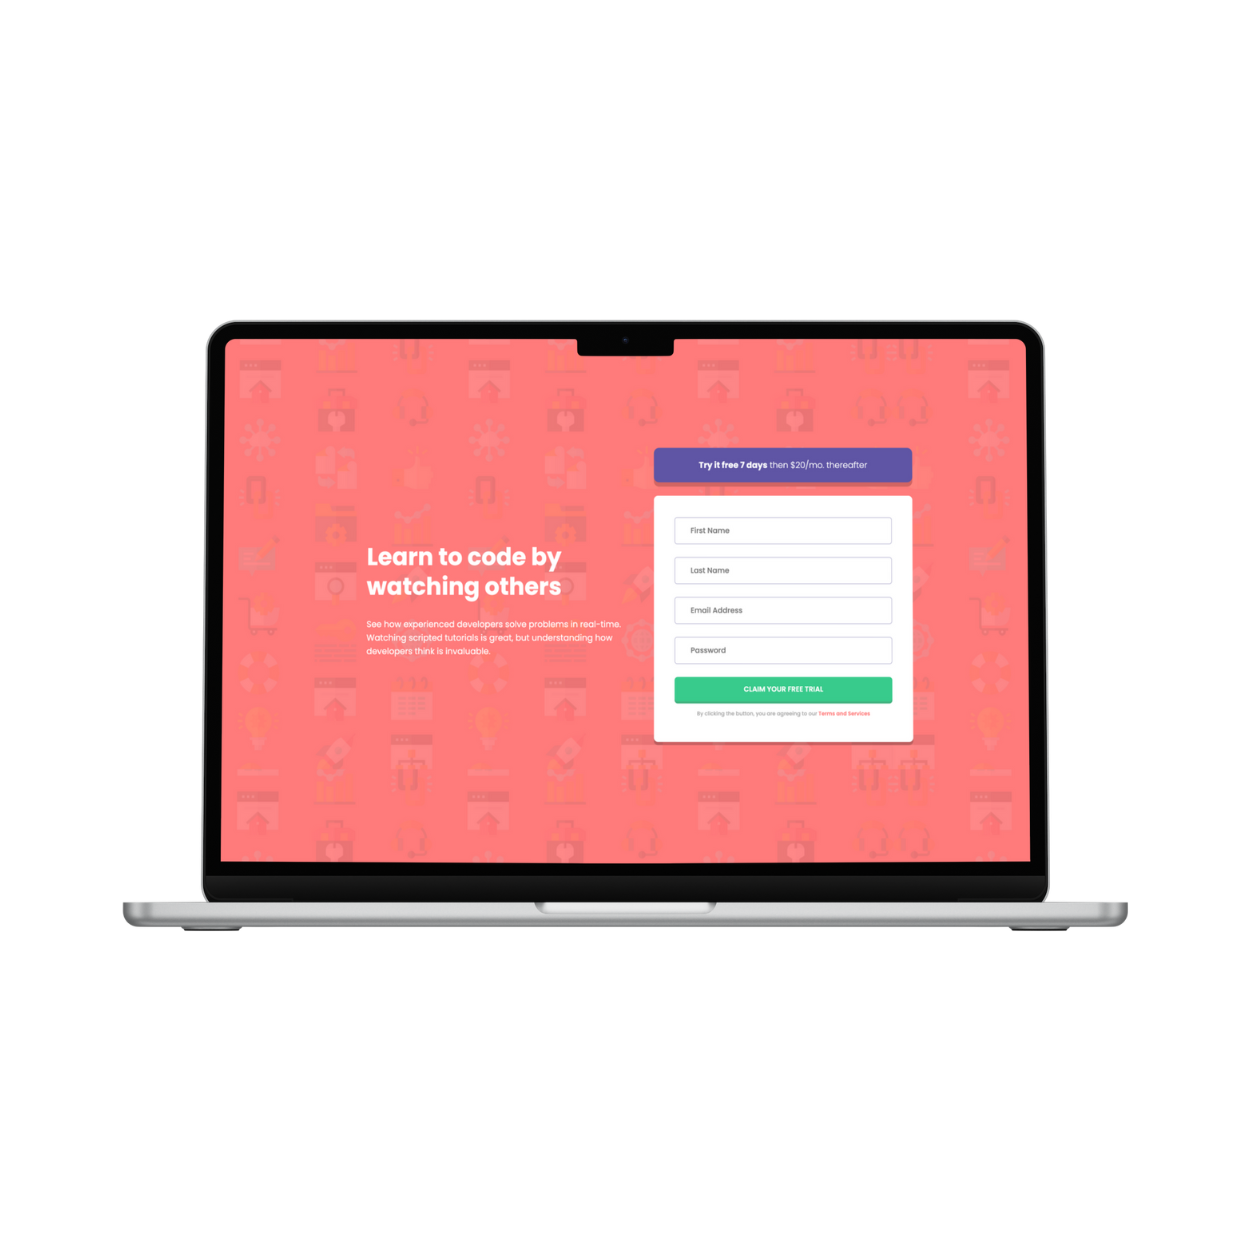 Try it free 7 days then $20/mo. thereafter
Learn to code by
watching others
See how experienced developers solve problems in real-time.
Watching scripted tutorials is great, but understanding how
developers think is invaluable.
First Name
Last Name
Email Address
Password
CLAIM YOUR FREE TRIAL
By clicking the button, you are agreeing to our Terms and Services